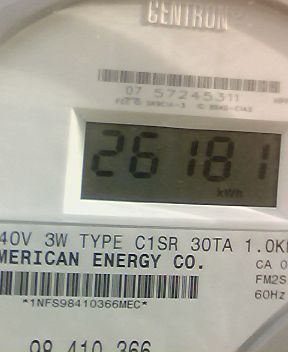 CENTRON
07 57245311
26181
kWh
40V 3W TYPE C1SR 30TA 1.0K
MERICAN ENERGY CO.
CA 0
FM2S
*1NFS98410366MEC*
60Hz
98 410 366